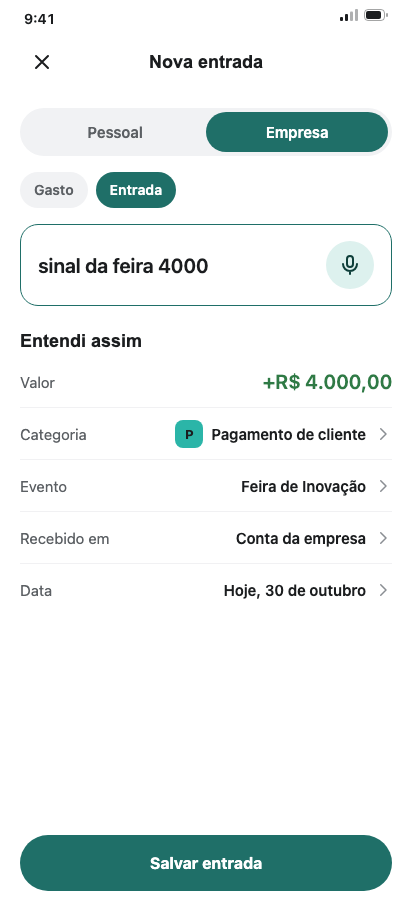 9:41
Nova entrada
Pessoal Empresa
Gasto Entrada
sinal da feira 4000
Entendi assim
Valor +R$ 4.000,00
Categoria P Pagamento de cliente
Evento Feira de Inovação
Recebido em Conta da empresa
Data Hoje, 30 de outubro
Salvar entrada